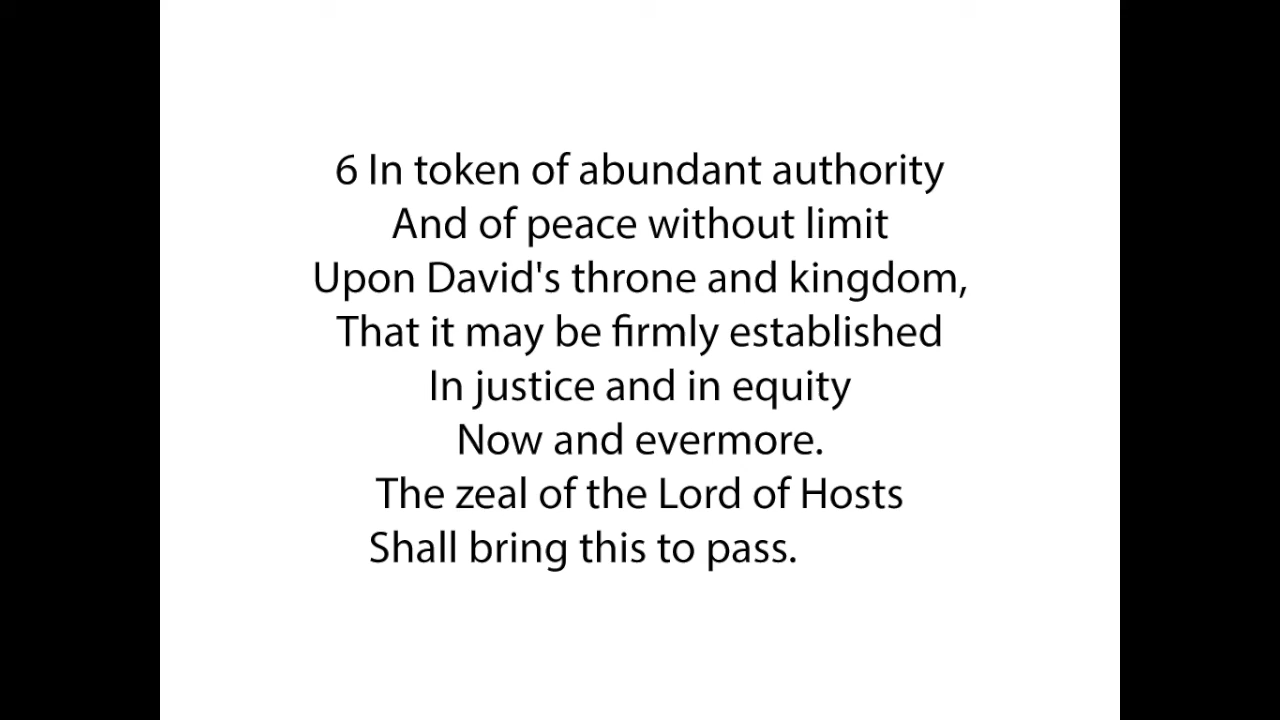 6 In token of abundant authority
And of peace without limit
Upon David's throne and kingdom,
That it may be firmly established
In justice and in equity
Now and evermore.
The zeal of the Lord of Hosts
Shall bring this to pass.